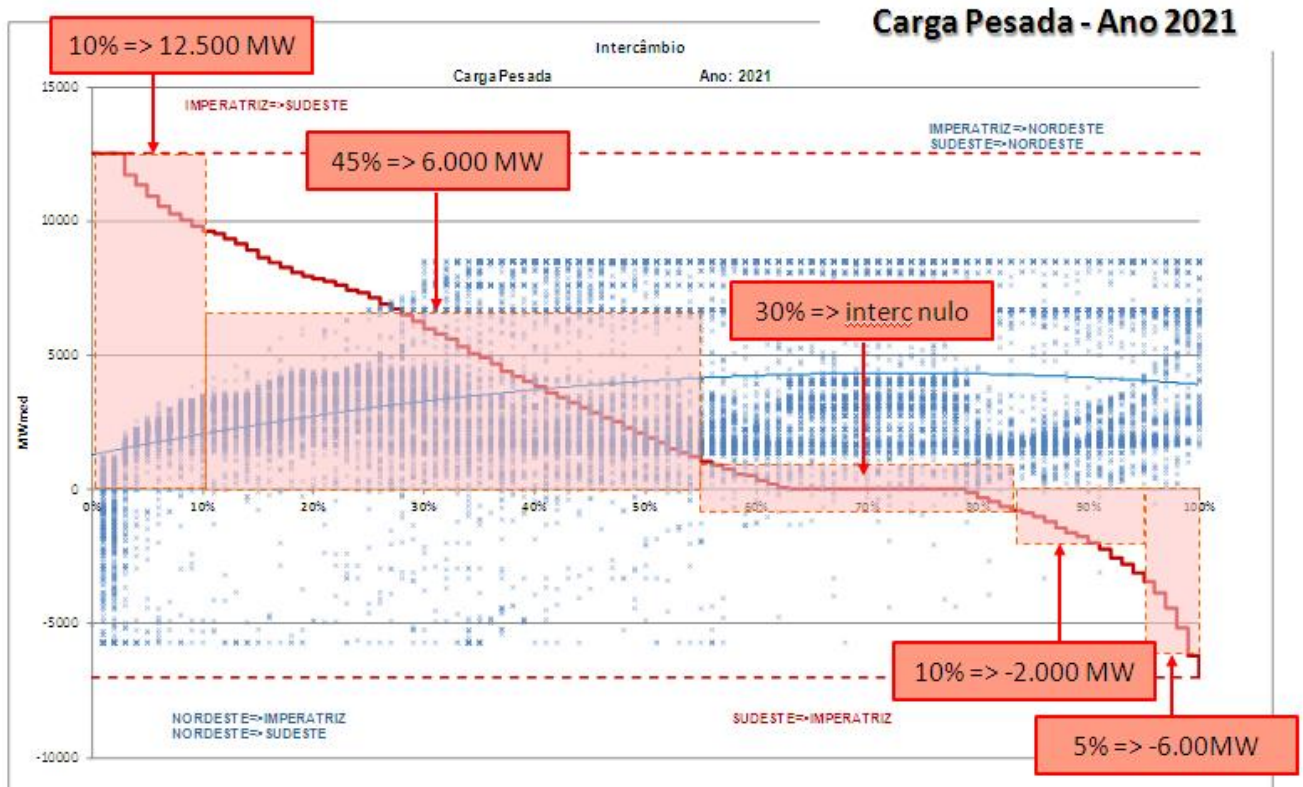 Carga Pesada - Ano 2021
10% => 12.500 MW
Intercâmbio
Carga Pesada Ano: 2021
15000
IMPERATRIZ=>SUDESTE
IMPERATRIZ=>NORDESTE
SUDESTE=>NORDESTE
45% => 6.000 MW
10000
30% => interc nulo
5000
MWmed
0
0% 10% 20% 30% 40% 50% 60% 70% 80% 90% 100%
-5000
10% => -2.000 MW
NORDESTE=>IMPERATRIZ
NORDESTE=>SUDESTE
SUDESTE=>IMPERATRIZ
5% => -6.00MW
-10000